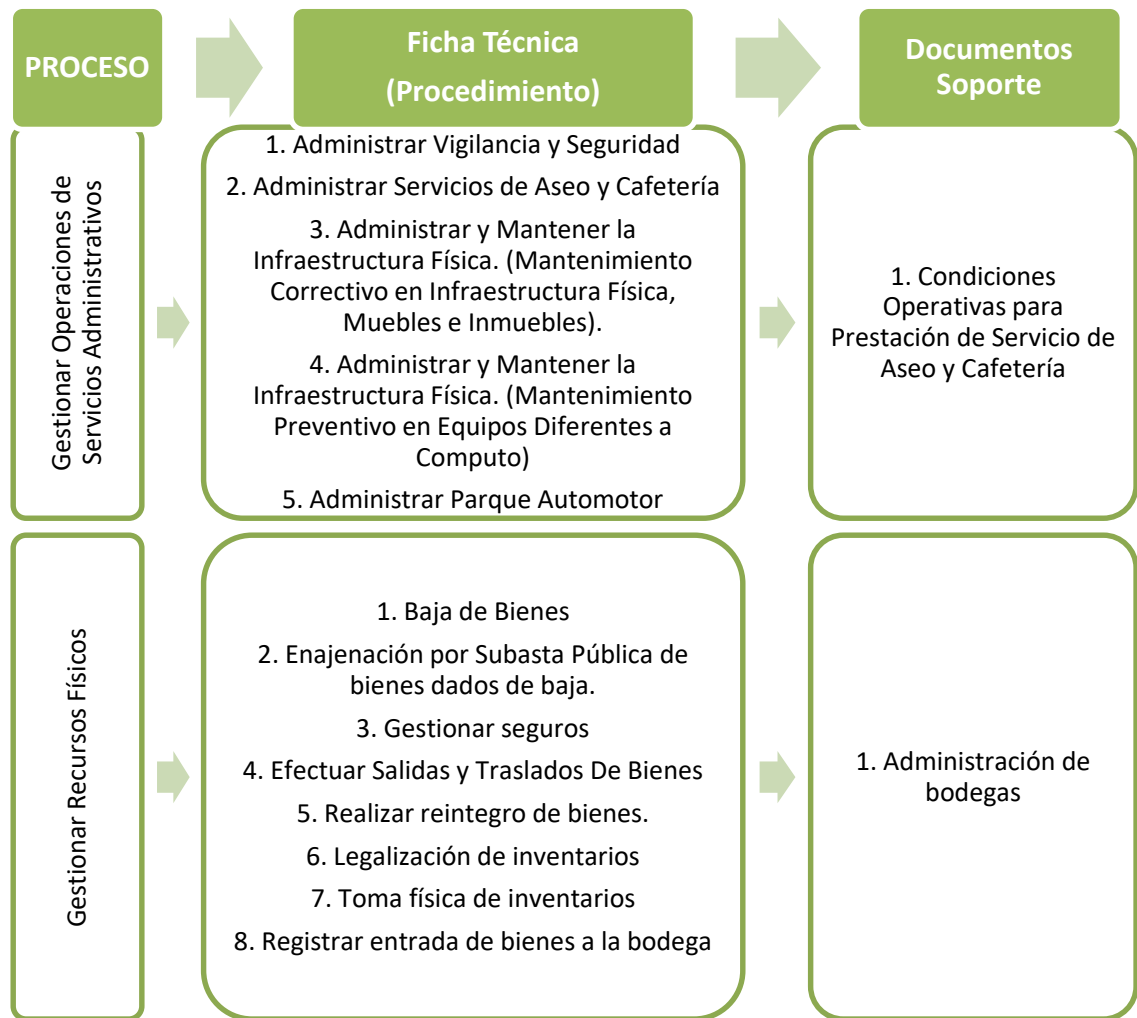 PROCESO
Ficha Técnica
(Procedimiento)
Documentos
Soporte
Gestionar Operaciones de
Servicios Administrativos
1. Administrar Vigilancia y Seguridad
2. Administrar Servicios de Aseo y Cafetería
3. Administrar y Mantener la
Infraestructura Física. (Mantenimiento
Correctivo en Infraestructura Física,
Muebles e Inmuebles).
4. Administrar y Mantener la
Infraestructura Física. (Mantenimiento
Preventivo en Equipos Diferentes a
Computo)
5. Administrar Parque Automotor
1. Condiciones
Operativas para
Prestación de Servicio de
Aseo y Cafetería
Gestionar Recursos Físicos
1. Baja de Bienes
2. Enajenación por Subasta Pública de
bienes dados de baja.
3. Gestionar seguros
4. Efectuar Salidas y Traslados De Bienes
5. Realizar reintegro de bienes.
6. Legalización de inventarios
7. Toma física de inventarios
8. Registrar entrada de bienes a la bodega
1. Administración de
bodegas